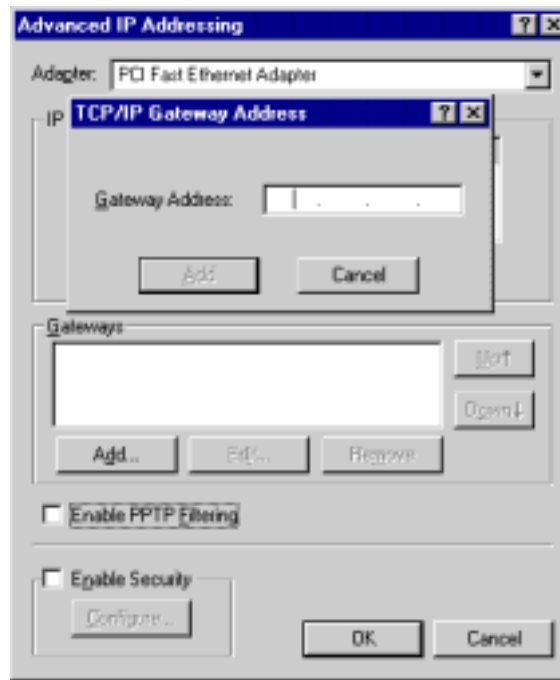 Advanced IP Addressing
Adapter: PCI Fast Ethernet Adapter
IP
TCP/IP Gateway Address
Gateway Address: . . .
Add
Cancel
Gateways
Up↑
Down↓
Add...
Edit...
Remove
Enable PPTP Filtering
Enable Security
Configure...
OK
Cancel